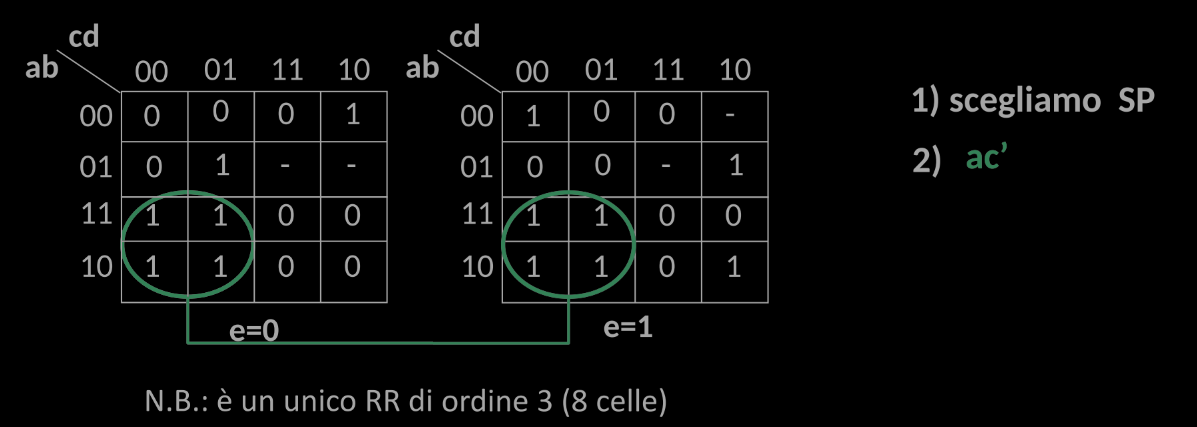 cd cd
ab 00 01 11 10 ab 00 01 11 10
00 0 0 0 1 00 1 0 0 -
01 0 1 - - 01 0 0 - 1
11 1 1 0 0 11 1 1 0 0
10 1 1 0 0 10 1 1 0 1
e=0 e=1
N.B.: è un unico RR di ordine 3 (8 celle)
1) scegliamo SP
2) ac’